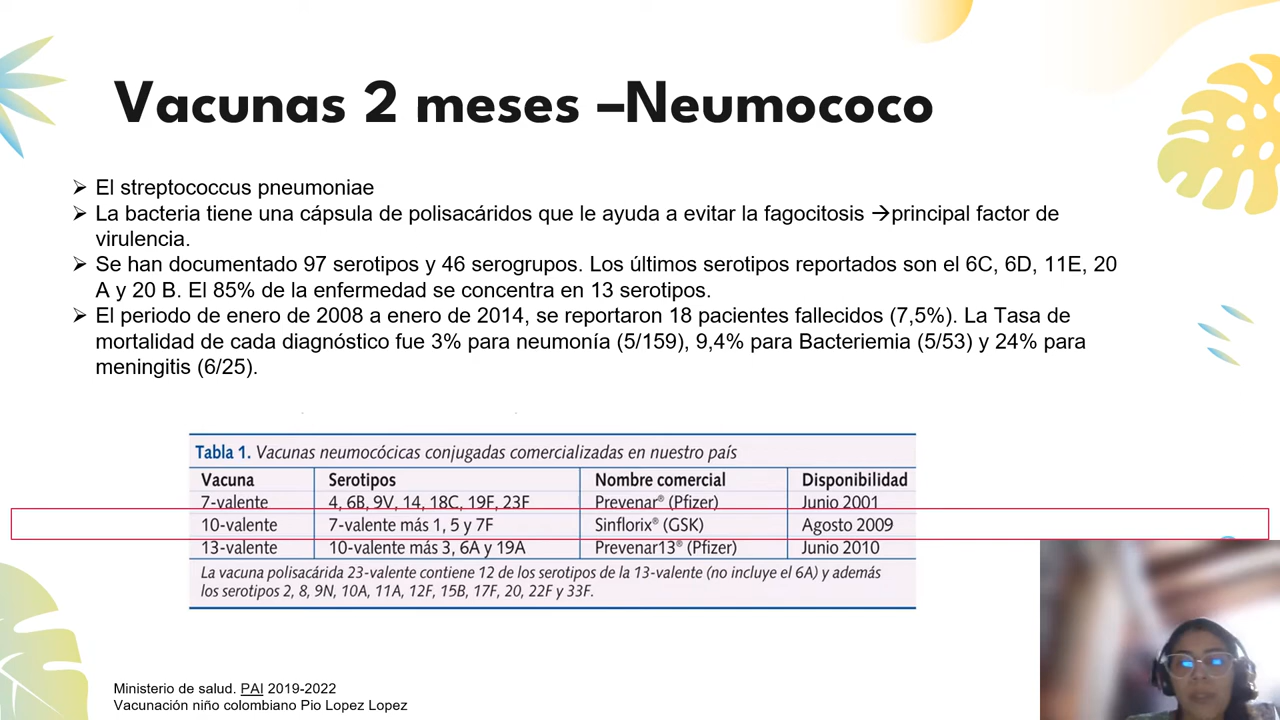 Vacunas 2 meses –Neumococo
➢ El streptococcus pneumoniae
➢ La bacteria tiene una cápsula de polisacáridos que le ayuda a evitar la fagocitosis →principal factor de
virulencia.
➢ Se han documentado 97 serotipos y 46 serogrupos. Los últimos serotipos reportados son el 6C, 6D, 11E, 20
A y 20 B. El 85% de la enfermedad se concentra en 13 serotipos.
➢ El periodo de enero de 2008 a enero de 2014, se reportaron 18 pacientes fallecidos (7,5%). La Tasa de
mortalidad de cada diagnóstico fue 3% para neumonía (5/159), 9,4% para Bacteriemia (5/53) y 24% para
meningitis (6/25).
Tabla 1. Vacunas neumocócicas conjugadas comercializadas en nuestro país
Vacuna Serotipos Nombre comercial Disponibilidad
7-valente 4, 6B, 9V, 14, 18C, 19F, 23F Prevenar® (Pfizer) Junio 2001
10-valente 7-valente más 1, 5 y 7F Sinflorix® (GSK) Agosto 2009
13-valente 10-valente más 3, 6A y 19A Prevenar13® (Pfizer) Junio 2010
La vacuna polisacárida 23-valente contiene 12 de los serotipos de la 13-valente (no incluye el 6A) y además
los serotipos 2, 8, 9N, 10A, 11A, 12F, 15B, 17F, 20, 22F y 33F.
Ministerio de salud. PAI 2019-2022
Vacunación niño colombiano Pio Lopez Lopez